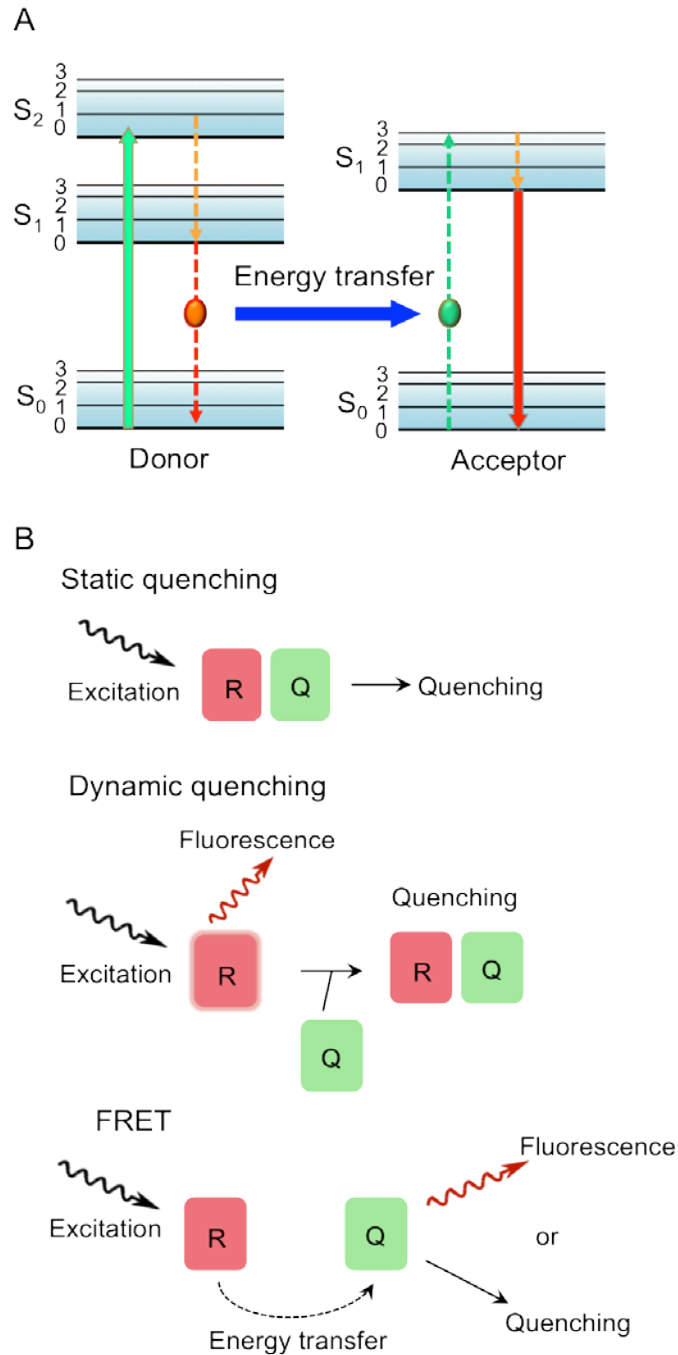 A
S2 3 2 1 0
S1 3 2 1 0
S0 3 2 1 0
Donor
Energy transfer
S1 3 2 1 0
S0 3 2 1 0
Acceptor
B
Static quenching
Excitation
R Q
Quenching
Dynamic quenching
Fluorescence
Excitation
R
Q
Quenching
R Q
FRET
Excitation
R
Q
Energy transfer
Fluorescence
or
Quenching